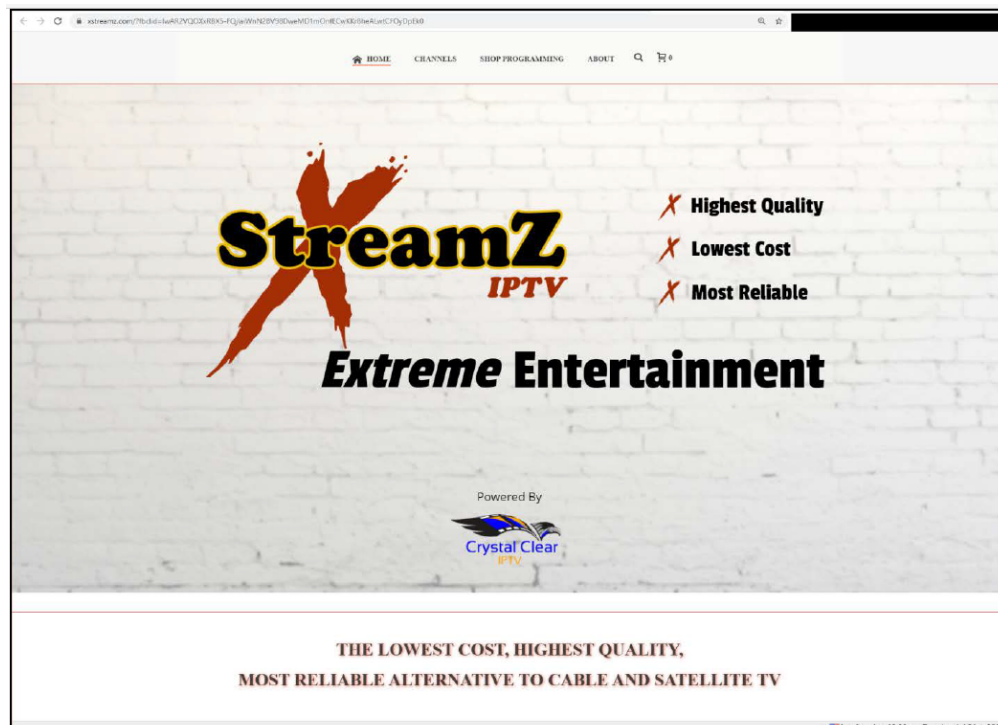 HOME CHANNELS SHOP PROGRAMMING ABOUT 0
StreamZ
IPTV
X Highest Quality
X Lowest Cost
X Most Reliable
Extreme Entertainment
Powered By
Crystal Clear
IPTV
THE LOWEST COST, HIGHEST QUALITY,
MOST RELIABLE ALTERNATIVE TO CABLE AND SATELLITE TV